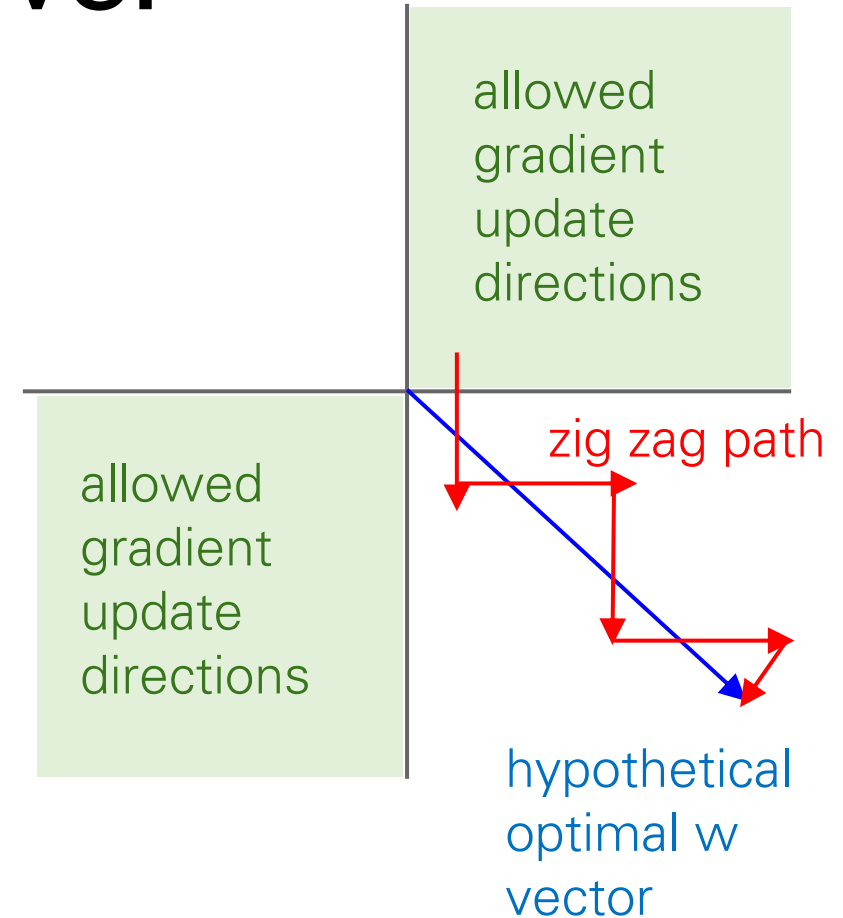 allowed
gradient
update
directions
zig zag path
allowed
gradient
update
directions
hypothetical
optimal w
vector